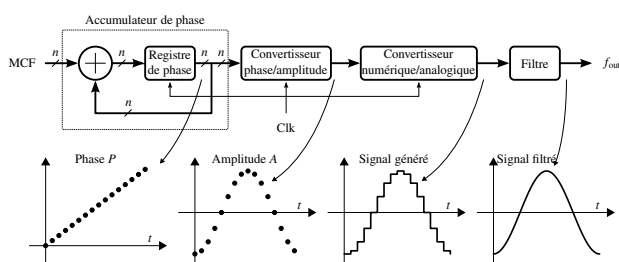 Accumulateur de phase
MCF
n
n
Registre
de phase
n
n
n
Convertisseur
phase/amplitude
Convertisseur
numérique/analogique
Filtre
fout
Clk
Phase P
t
Amplitude A
t
Signal généré
t
Signal filtré
t